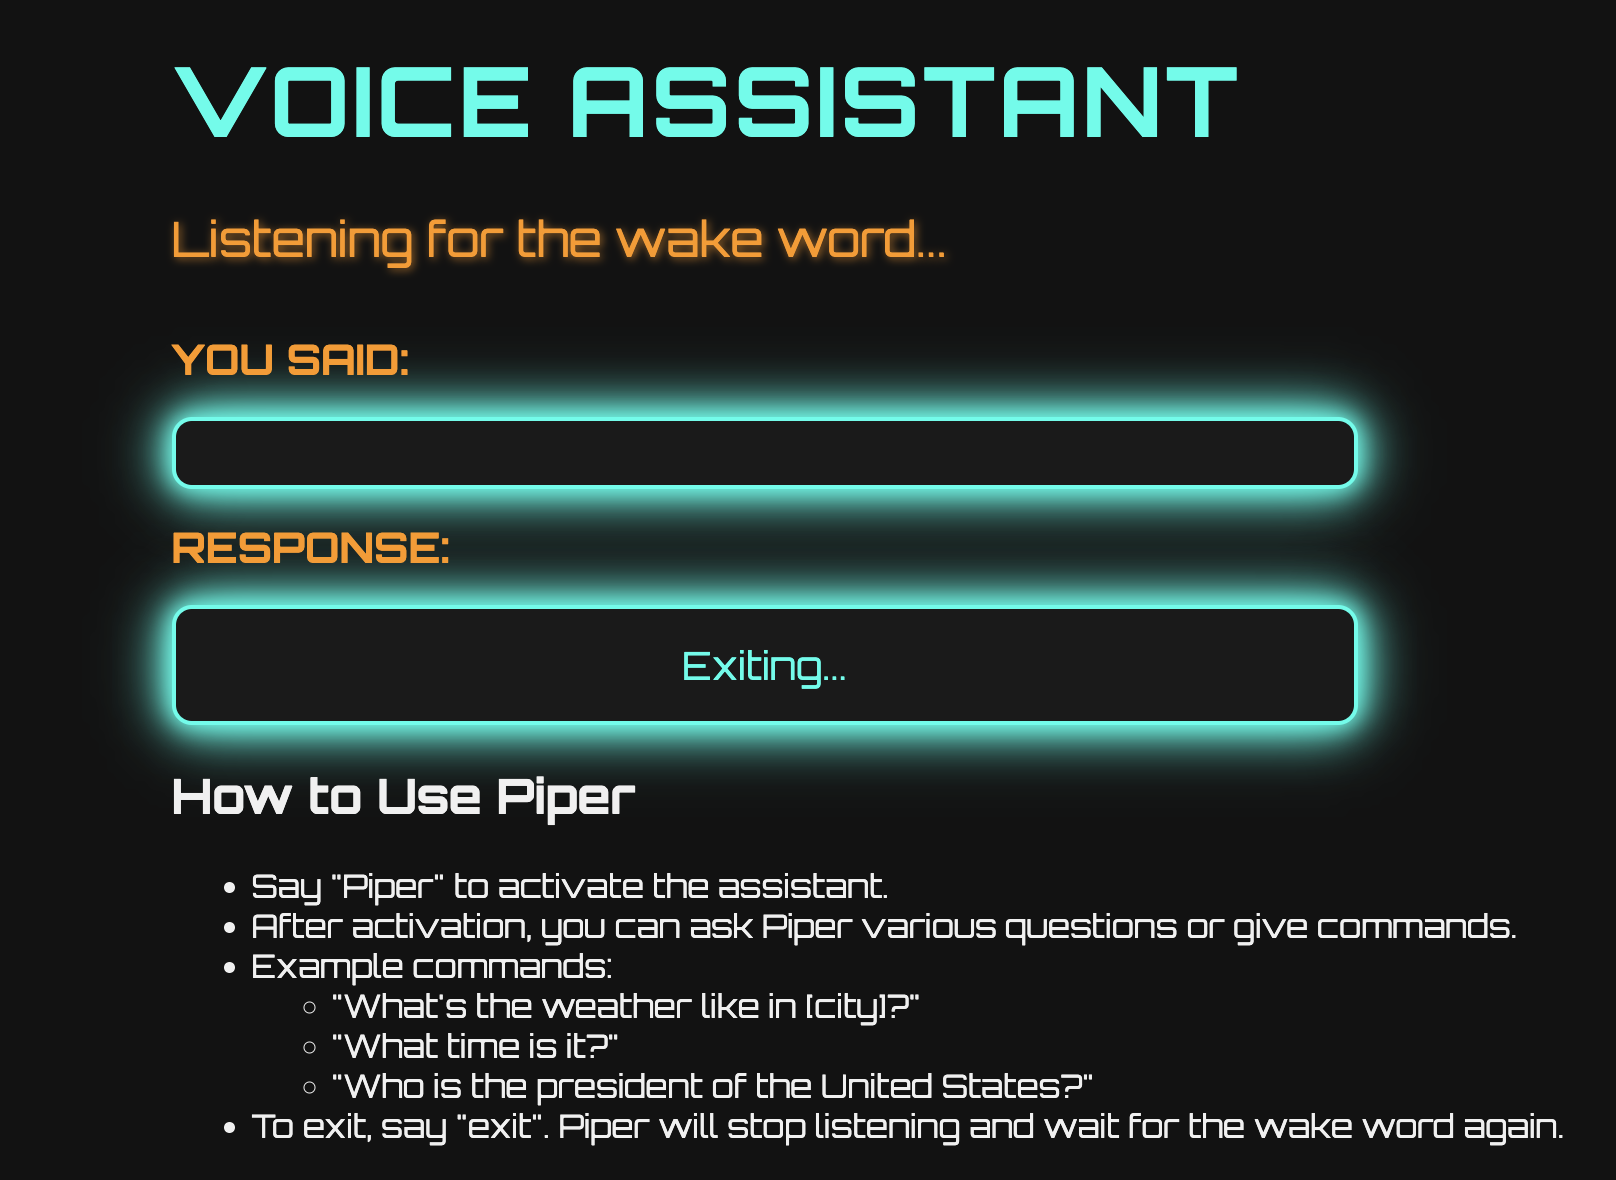 VOICE ASSISTANT
Listening for the wake word...
YOU SAID:
RESPONSE:
Exiting...
How to Use Piper
• Say "Piper" to activate the assistant.
• After activation, you can ask Piper various questions or give commands.
• Example commands:
◦ "What's the weather like in [city]?"
◦ "What time is it?"
◦ "Who is the president of the United States?"
• To exit, say "exit". Piper will stop listening and wait for the wake word again.